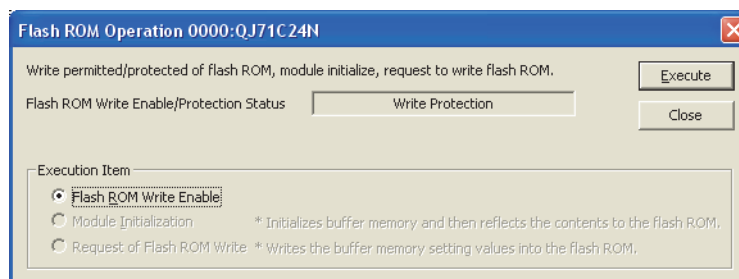 Flash ROM Operation 0000:QJ71C24N
Write permitted/protected of flash ROM, module initialize, request to write flash ROM.
Execute
Flash ROM Write Enable/Protection Status Write Protection
Close
Execution Item
Flash ROM Write Enable
Module Initialization * Initializes buffer memory and then reflects the contents to the flash ROM.
Request of Flash ROM Write * Writes the buffer memory setting values into the flash ROM.